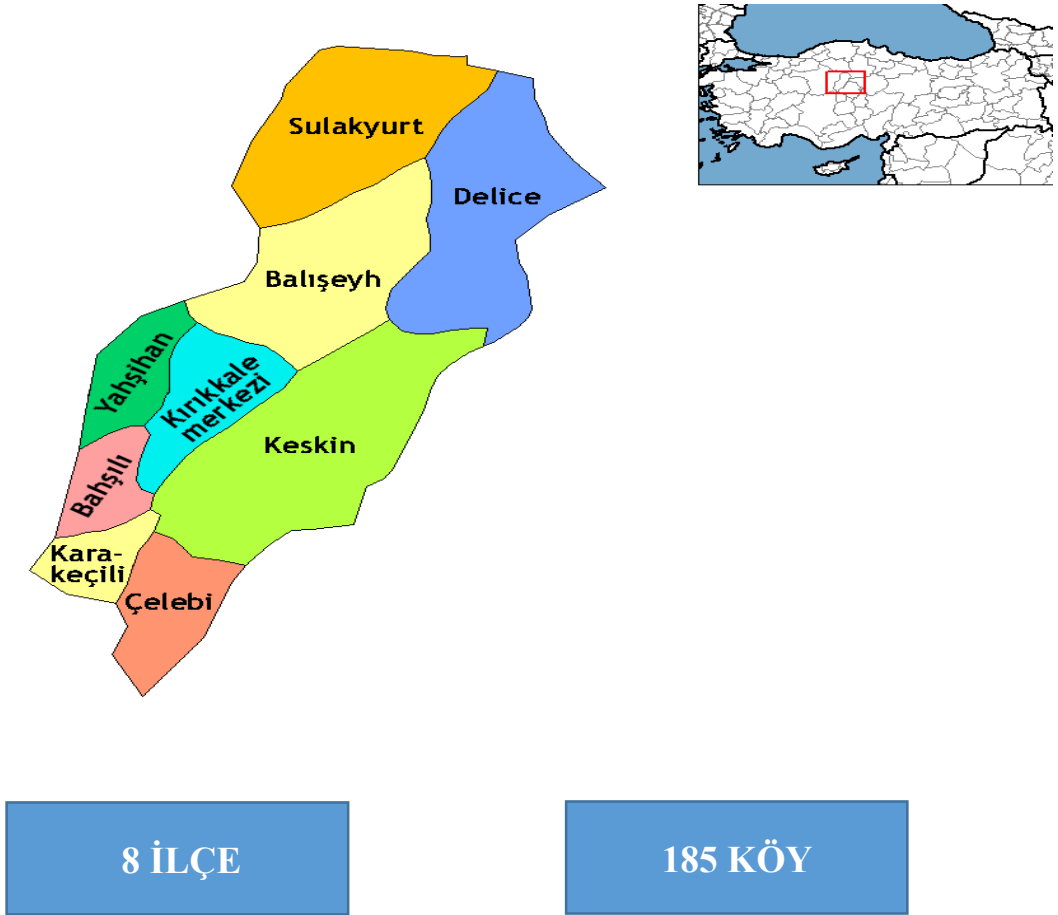 Sulakyurt
Delice
Balışeyh
Yahşihan
Kırıkkale
merkezi
Keskin
Bahşılı
Kara-
keçili
Çelebi
8 İLÇE
185 KÖY